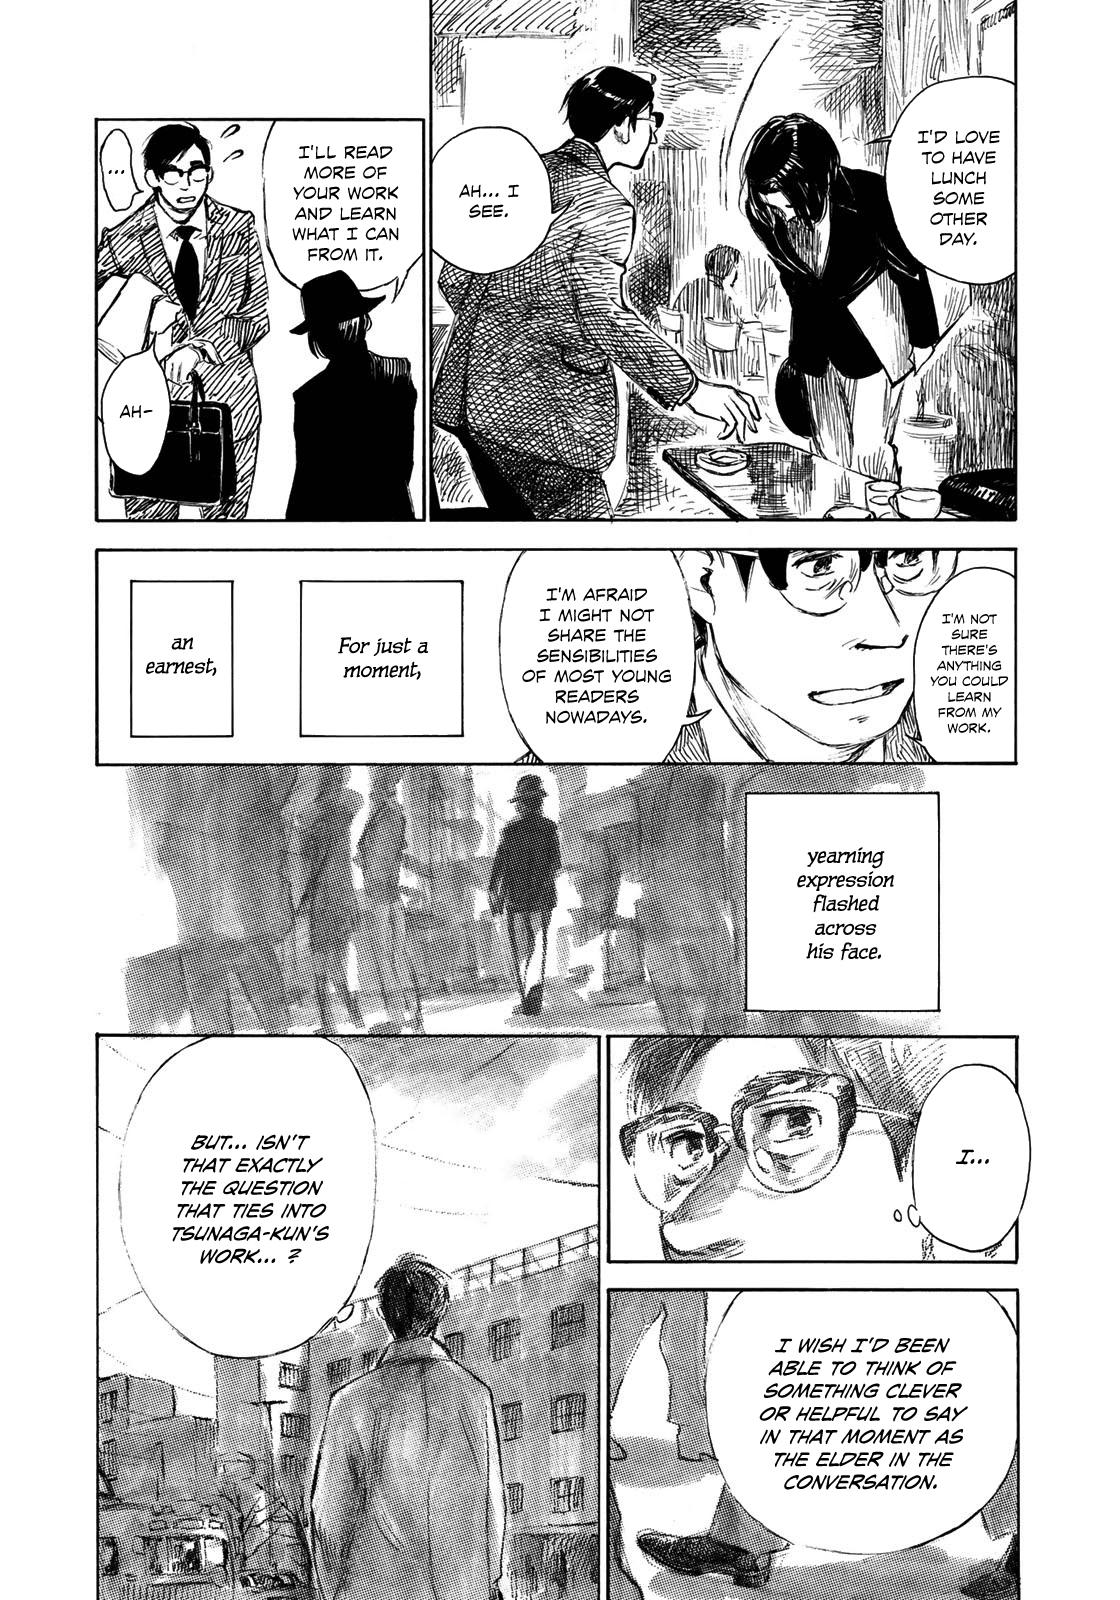 I'D LOVE
TO HAVE
LUNCH
SOME
OTHER
DAY.
AH... I
SEE.
I'LL READ
MORE OF
YOUR WORK
AND LEARN
WHAT I CAN
FROM IT.
...
AH-
I'M NOT
SURE
THERE'S
ANYTHING
YOU COULD
LEARN
FROM MY
WORK.
I'M AFRAID
I MIGHT NOT
SHARE THE
SENSIBILITIES
OF MOST YOUNG
READERS
NOWADAYS.
For just a
moment,
an
earnest,
yearning
expression
flashed
across
his face.
I...
I WISH I'D BEEN
ABLE TO THINK OF
SOMETHING CLEVER
OR HELPFUL TO SAY
IN THAT MOMENT AS
THE ELDER IN THE
CONVERSATION.
BUT... ISN'T
THAT EXACTLY
THE QUESTION
THAT TIES INTO
TSUNAGA-KUN'S
WORK... ?